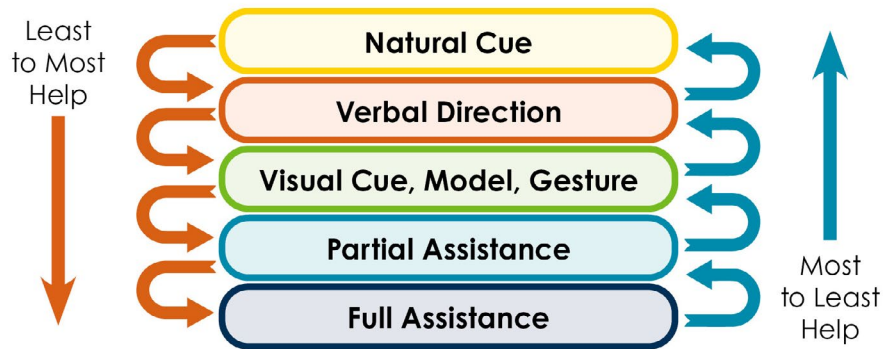 Least
to Most
Help
Natural Cue
Verbal Direction
Visual Cue, Model, Gesture
Partial Assistance
Full Assistance
Most
to Least
Help